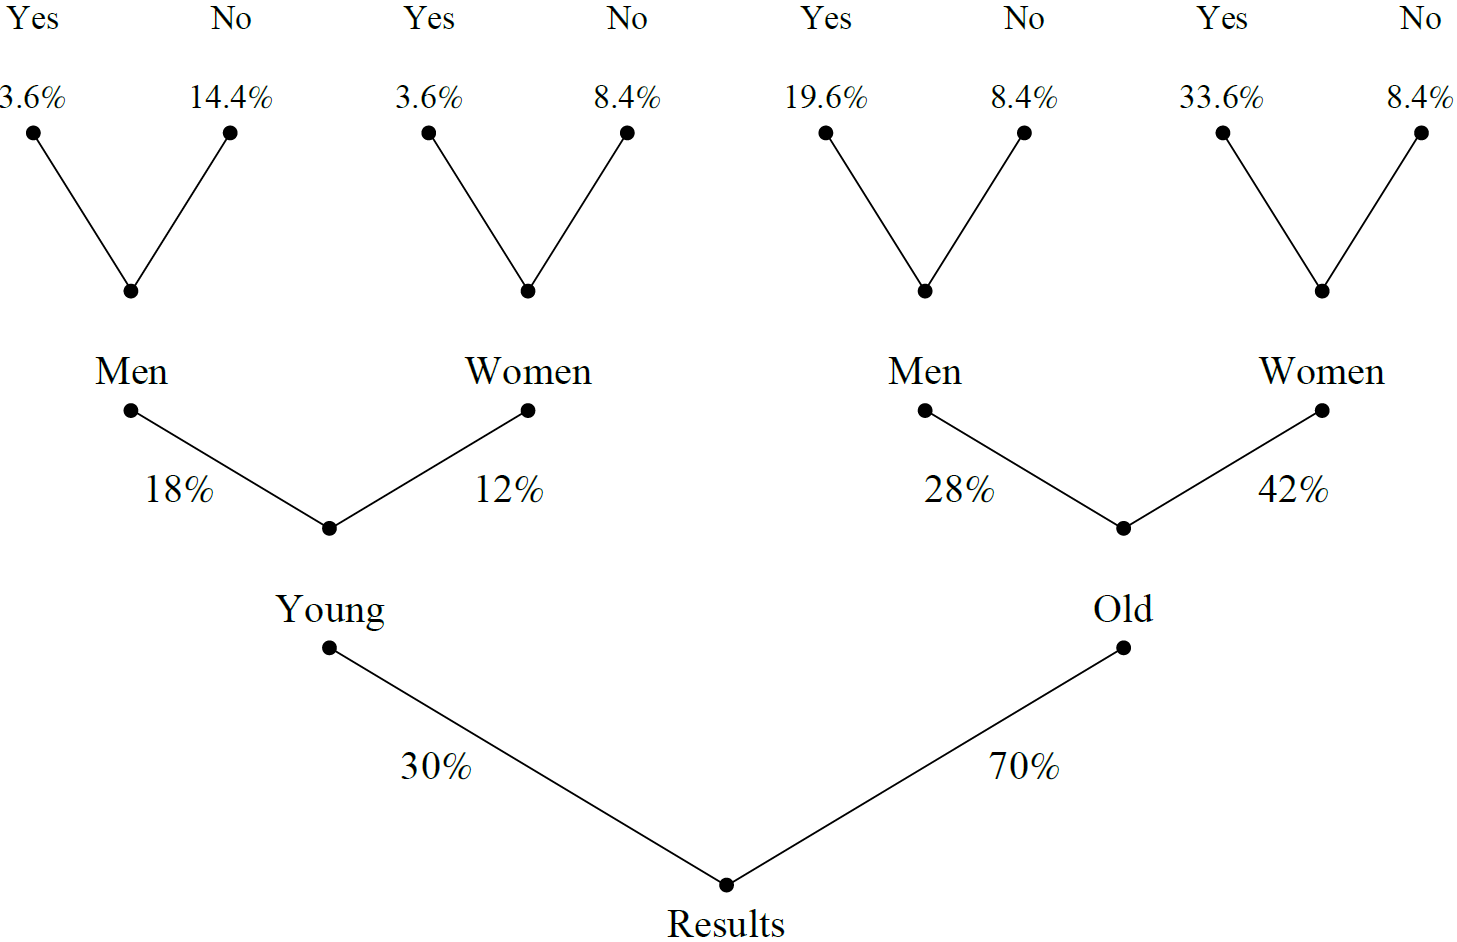 Yes No Yes No Yes No Yes No
3.6% 14.4% 3.6% 8.4% 19.6% 8.4% 33.6% 8.4%
Men Women Men Women
18% 12% 28% 42%
Young Old
30% 70%
Results